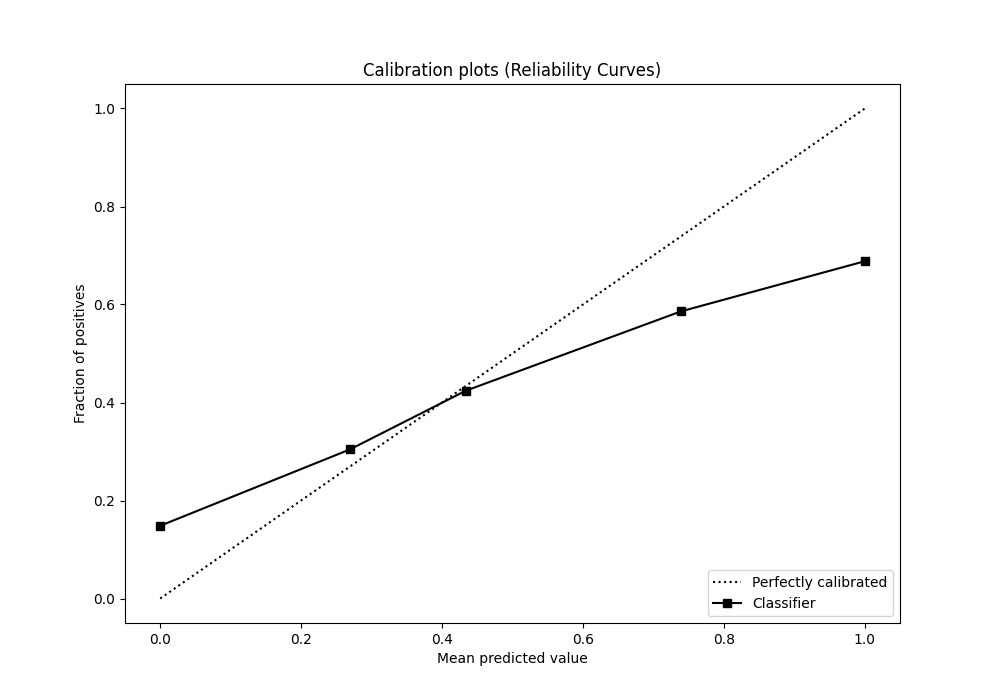 Calibration plots (Reliability Curves)
1.0
0.8
0.6
0.4
0.2
0.0
Fraction of positives
0.0 0.2 0.4 0.6 0.8 1.0
Mean predicted value
Perfectly calibrated
Classifier